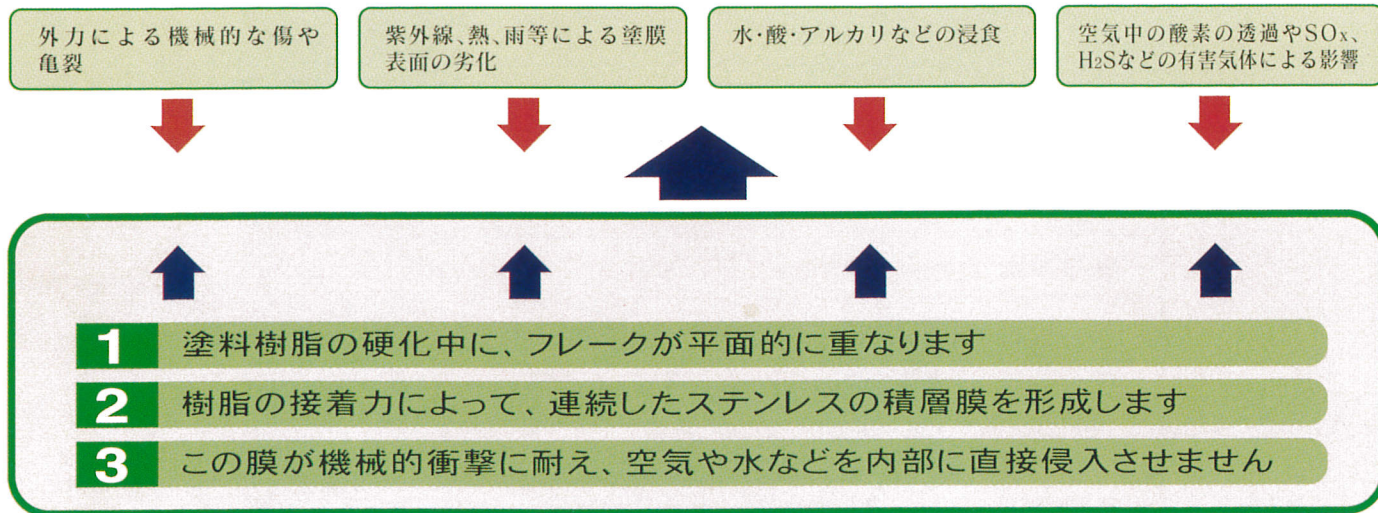 外力による機械的な傷や
亀裂
紫外線、熱、雨等による塗膜
表面の劣化
水・酸・アルカリなどの浸食
空気中の酸素の透過やSOx、
H2Sなどの有害気体による影響
1 塗料樹脂の硬化中に、フレークが平面的に重なります
2 樹脂の接着力によって、連続したステンレスの積層膜を形成します
3 この膜が機械的衝撃に耐え、空気や水などを内部に直接侵入させません